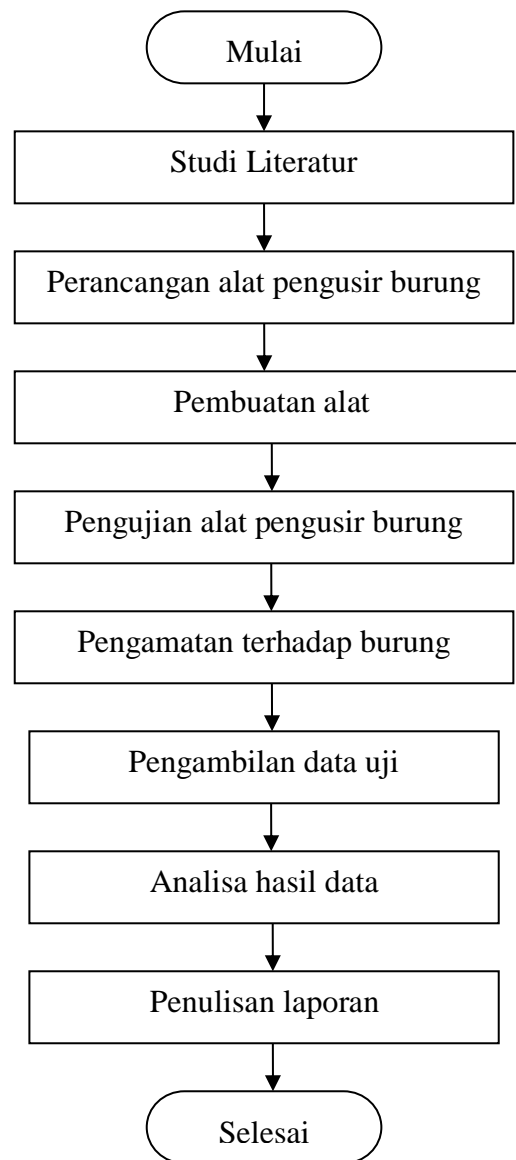 Mulai
Studi Literatur
Perancangan alat pengusir burung
Pembuatan alat
Pengujian alat pengusir burung
Pengamatan terhadap burung
Pengambilan data uji
Analisa hasil data
Penulisan laporan
Selesai